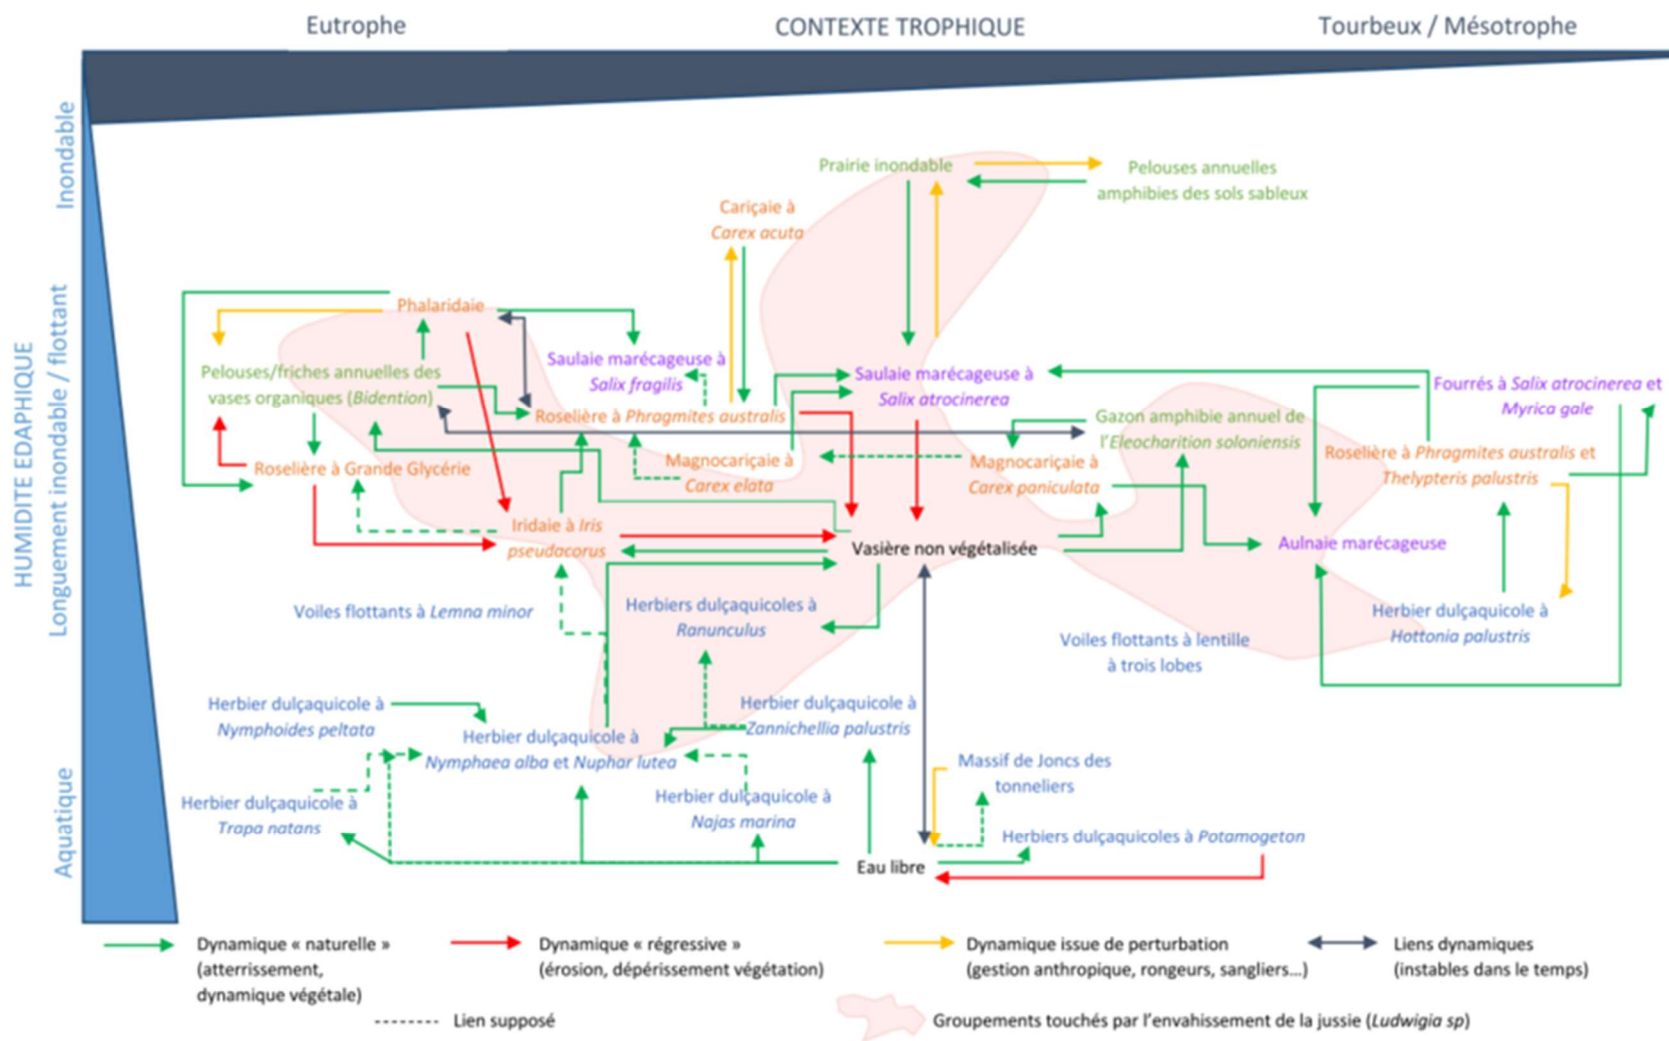 Eutrophe
CONTEXTE TROPHIQUE
Tourbeux / Mésotrophe
HUMIDITE EDAPHIQUE
Inondable
Longuement inondable / flottant
Aquatique
Prairie inondable
Pelouses annuelles
amphibies des sols sableux
Cariçaie à
Carex acuta
Phalaridaie
Pelouses/friches annuelles des
vases organiques (Bidention)
Saulaie marécageuse à
Salix fragilis
Saulaie marécageuse à
Salix atrocinerea
Fourrés à Salix atrocinerea et
Myrica gale
Roselière à Phragmites australis
Gazon amphibie annuel de
l'Eleocharition soloniensis
Roselière à Phragmites australis et
Thelypteris palustris
Roselière à Grande Glycérie
Magnocariçaie à
Carex elata
Magnocariçaie à
Carex paniculata
Iridaie à Iris
pseudacorus
Vasière non végétalisée
Aulnaie marécageuse
Voiles flottants à Lemna minor
Herbiers dulçaquicoles à
Ranunculus
Voiles flottants à lentille
à trois lobes
Herbier dulçaquicole à
Hottonia palustris
Herbier dulçaquicole à
Nymphoides peltata
Herbier dulçaquicole à
Nymphaea alba et Nuphar lutea
Herbier dulçaquicole à
Zannichellia palustris
Herbier dulçaquicole à
Trapa natans
Herbier dulçaquicole à
Najas marina
Massif de Joncs des
tonneliers
Herbiers dulçaquicoles à Potamogeton
Eau libre
Dynamique « naturelle »
(atterrissement,
dynamique végétale)
Dynamique « régressive »
(érosion, dépérissement végétation)
Dynamique issue de perturbation
(gestion anthropique, rongeurs, sangliers...)
Liens dynamiques
(instables dans le temps)
Lien supposé
Groupements touchés par l'envahissement de la jussie (Ludwigia sp)